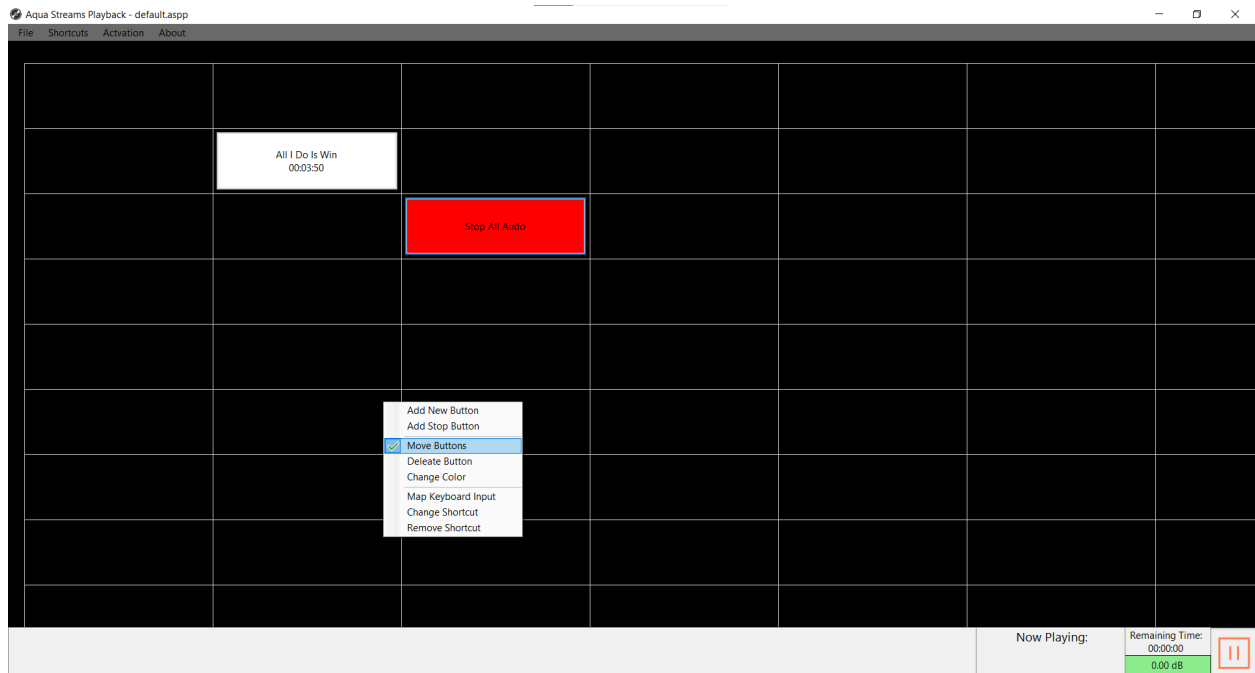 Aqua Streams Playback - default.aspp
File Shortcuts Actvation About
All I Do Is Win
00:03:50
Stop All Audo
Add New Button
Add Stop Button
Move Buttons
Deleate Button
Change Color
Map Keyboard Input
Change Shortcut
Remove Shortcut
Now Playing:
Remaining Time:
00:00:00
0.00 dB